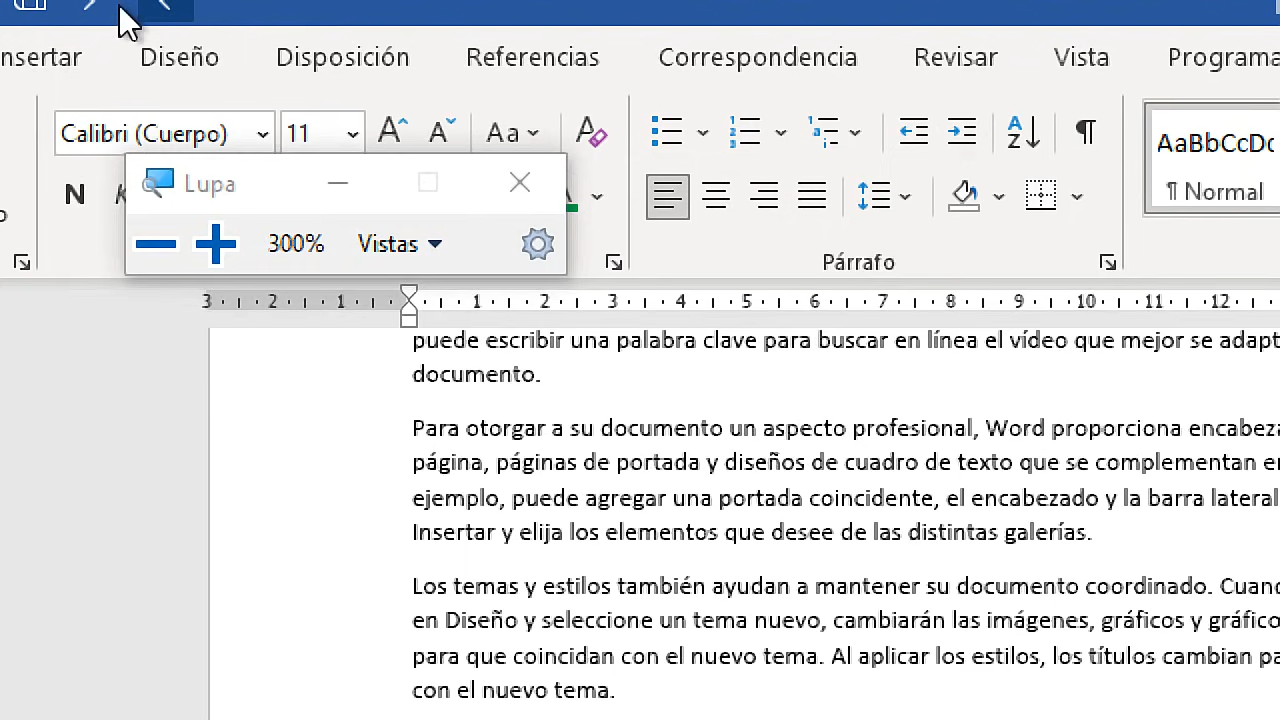 nsertar Diseño Disposición Referencias Correspondencia Revisar Vista Programa
Calibri (Cuerpo) 11 Aa
AaBbCcDc
N
¶ Normal
Lupa
300% Vistas
Párrafo
3 2 1 1 2 3 4 5 6 7 8 9 10 11 12
puede escribir una palabra clave para buscar en línea el vídeo que mejor se adapt
documento.
Para otorgar a su documento un aspecto profesional, Word proporciona encabeza
página, páginas de portada y diseños de cuadro de texto que se complementan en
ejemplo, puede agregar una portada coincidente, el encabezado y la barra lateral
Insertar y elija los elementos que desee de las distintas galerías.
Los temas y estilos también ayudan a mantener su documento coordinado. Cuand
en Diseño y seleccione un tema nuevo, cambiarán las imágenes, gráficos y gráfico
para que coincidan con el nuevo tema. Al aplicar los estilos, los títulos cambian pa
con el nuevo tema.